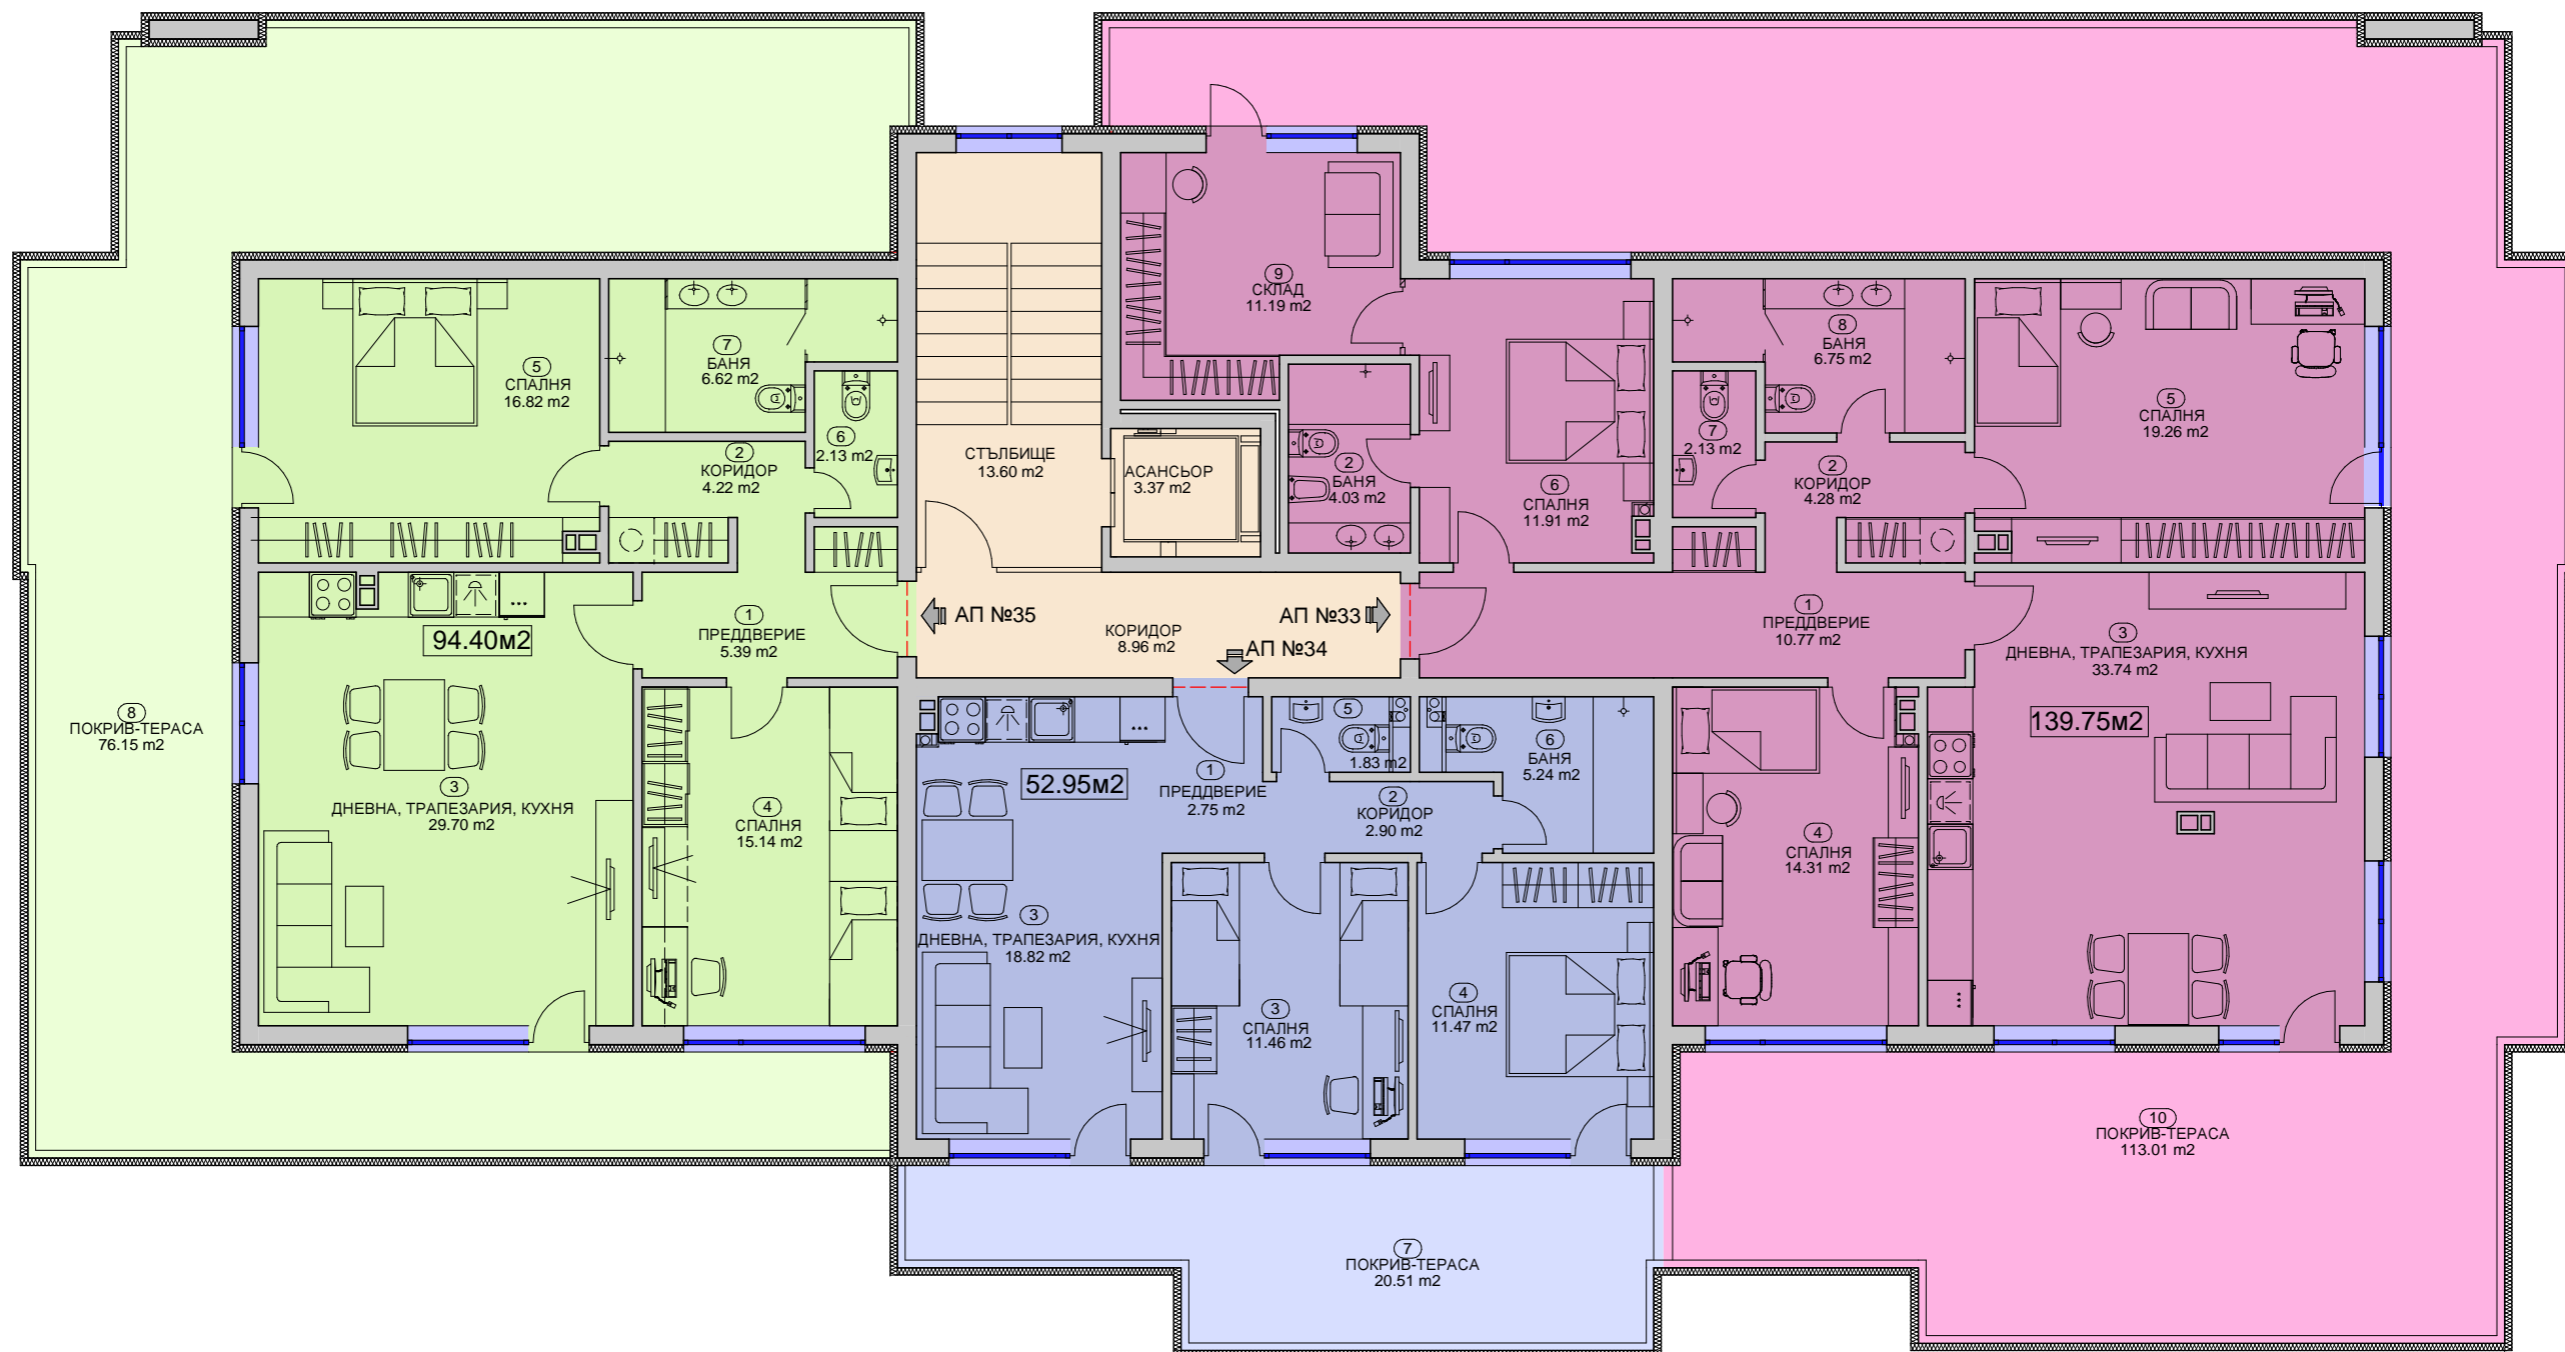 5
СПАЛНЯ
16.82 m2
7
БАНЯ
6.62 m2
6
2.13 m2
2
КОРИДОР
4.22 m2
1
ПРЕДДВЕРИЕ
5.39 m2
94.40м2
8
ПОКРИВ-ТЕРАСА
76.15 m2
3
ДНЕВНА, ТРАПЕЗАРИЯ, КУХНЯ
29.70 m2
4
СПАЛНЯ
15.14 m2
СТЪЛБИЩЕ
13.60 m2
АСАНСЬОР
3.37 m2
АП №35
АП №33
КОРИДОР
8.96 m2
АП №34
9
СКЛАД
11.19 m2
2
БАНЯ
4.03 m2
6
СПАЛНЯ
11.91 m2
8
БАНЯ
6.75 m2
7
2.13 m2
2
КОРИДОР
4.28 m2
5
СПАЛНЯ
19.26 m2
1
ПРЕДДВЕРИЕ
10.77 m2
3
ДНЕВНА, ТРАПЕЗАРИЯ, КУХНЯ
33.74 m2
139.75м2
4
СПАЛНЯ
14.31 m2
52.95м2
1
ПРЕДДВЕРИЕ
2.75 m2
5
1.83 m2
6
БАНЯ
5.24 m2
2
КОРИДОР
2.90 m2
3
ДНЕВНА, ТРАПЕЗАРИЯ, КУХНЯ
18.82 m2
3
СПАЛНЯ
11.46 m2
4
СПАЛНЯ
11.47 m2
7
ПОКРИВ-ТЕРАСА
20.51 m2
10
ПОКРИВ-ТЕРАСА
113.01 m2